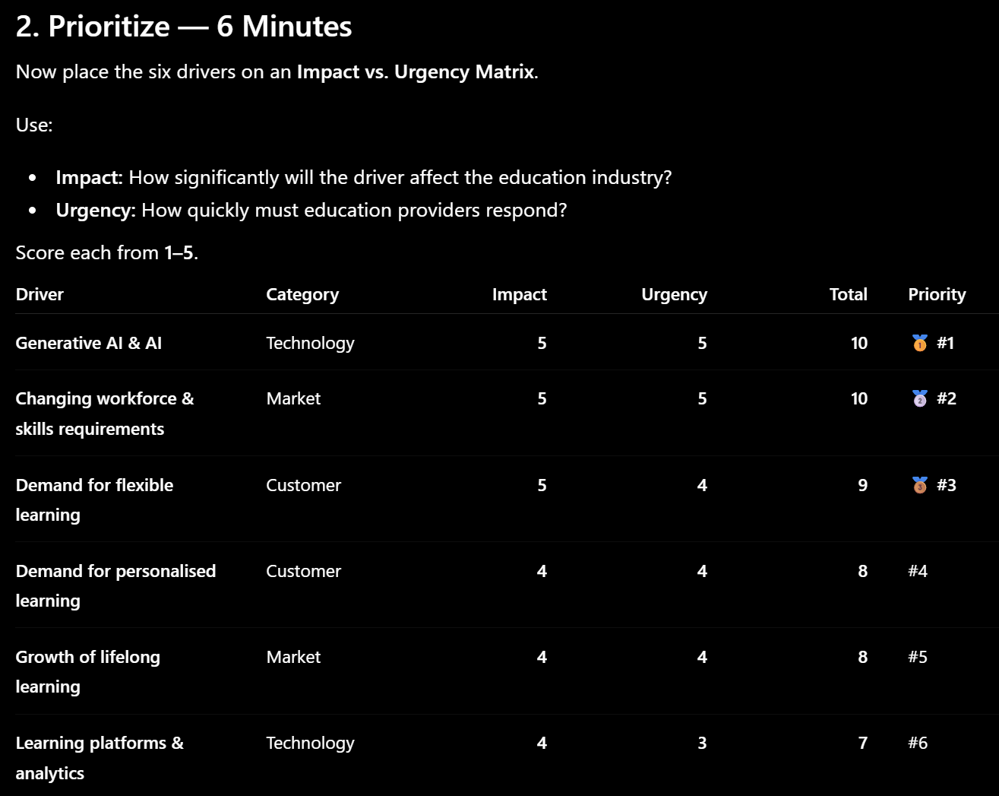 2. Prioritize — 6 Minutes
Now place the six drivers on an Impact vs. Urgency Matrix.
Use:
• Impact: How significantly will the driver affect the education industry?
• Urgency: How quickly must education providers respond?
Score each from 1–5.
Driver Category Impact Urgency Total Priority
Generative AI & AI Technology 5 5 10 🥇 #1
Changing workforce & Market 5 5 10 🥈 #2
skills requirements
Demand for flexible Customer 5 4 9 🥉 #3
learning
Demand for personalised Customer 4 4 8 #4
learning
Growth of lifelong Market 4 4 8 #5
learning
Learning platforms & Technology 4 3 7 #6
analytics